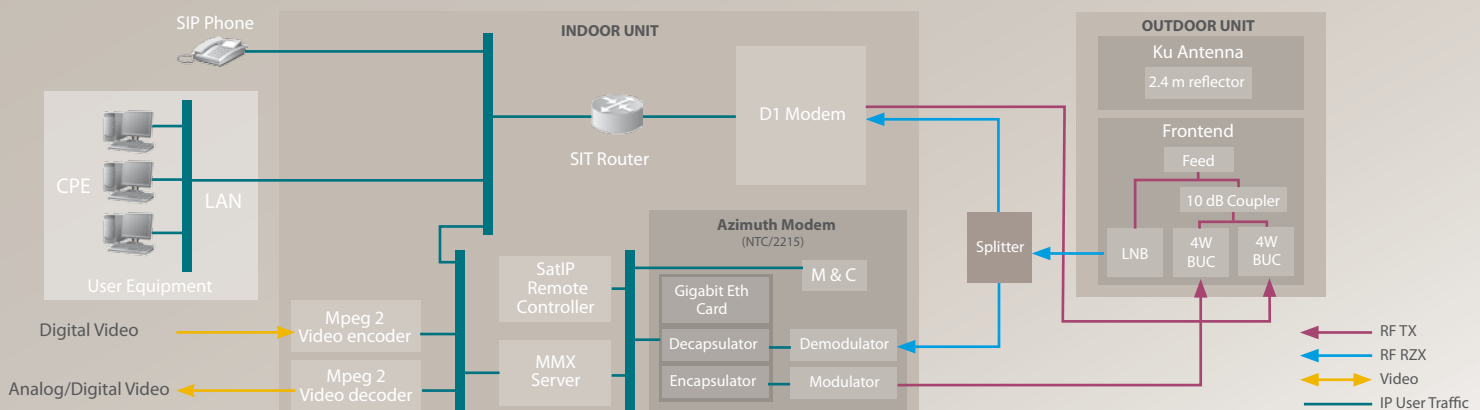 SIP Phone
INDOOR UNIT
OUTDOOR UNIT
Ku Antenna
2.4 m reflector
D1 Modem
SIT Router
Frontend
Feed
10 dB Coupler
LNB
4W
BUC
4W
BUC
CPE
LAN
User Equipment
Azimuth Modem
(NTC/2215)
Splitter
SatIP
Remote
Controller
M & C
Gigabit Eth
Card
Digital Video
Mpeg 2
Video encoder
Decapsulator
Demodulator
MMX
Server
Analog/Digital Video
Mpeg 2
Video decoder
Encapsulator
Modulator
RF TX
RF RZX
Video
IP User Traffic